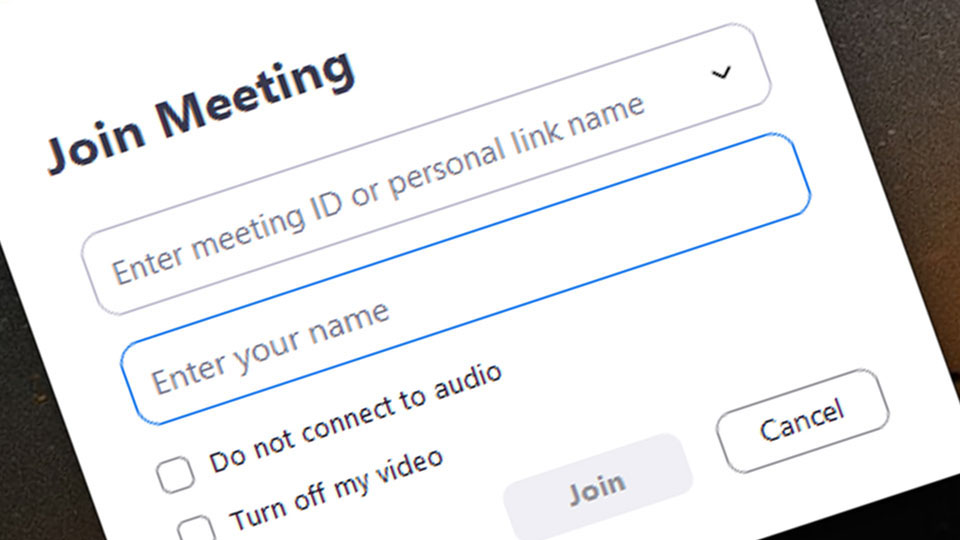 Join Meeting
Enter meeting ID or personal link name
Enter your name
Do not connect to audio
Turn off my video
Join
Cancel